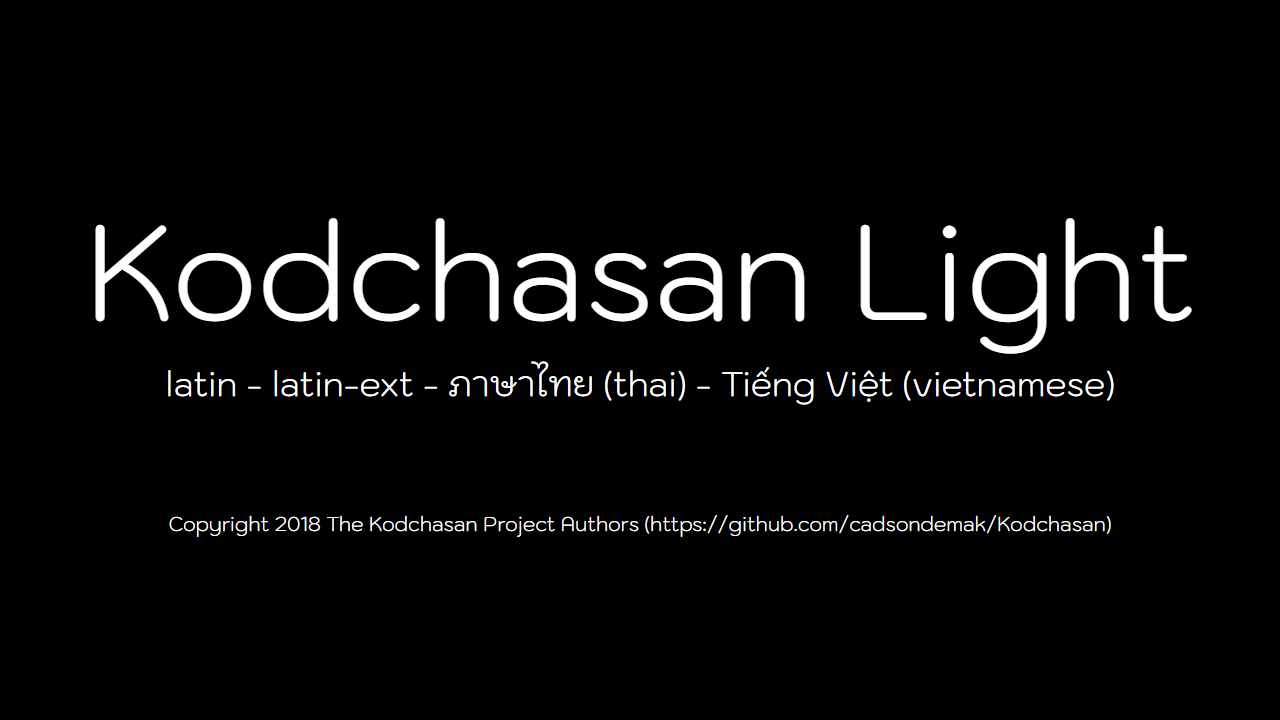 Kodchasan Light
latin - latin-ext - ภาษาไทย (thai) - Tiếng Việt (vietnamese)
Copyright 2018 The Kodchasan Project Authors (https://github.com/cadsondemak/Kodchasan)